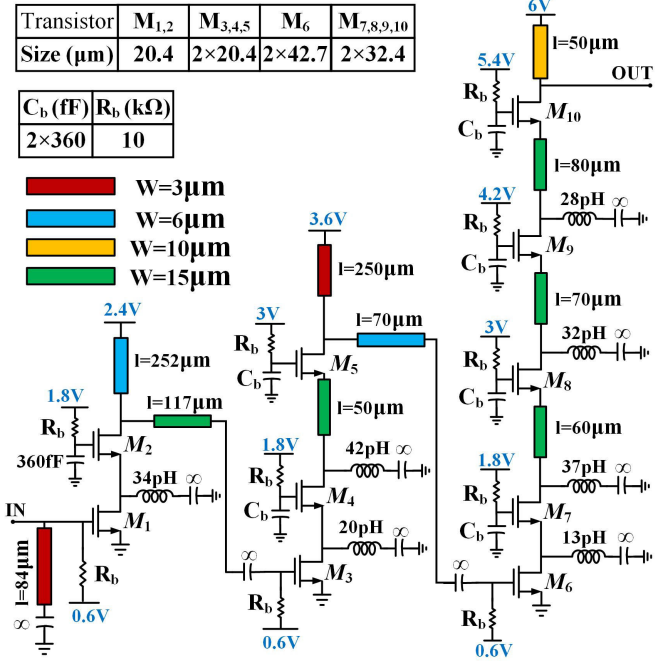 Transistor M1,2 M3,4,5 M6 M7,8,9,10
Size (μm) 20.4 2×20.4 2×42.7 2×32.4
Cb (fF) Rb (kΩ)
2×360 10
W=3μm
W=6μm
W=10μm
W=15μm
2.4V
l=252μm
1.8V
l=117μm
Rb
M2
360fF
34pH
∞
IN
M1
l=84μm
Rb
∞
0.6V
3.6V
l=250μm
3V
l=70μm
Rb
M5
Cb
l=50μm
1.8V
42pH
∞
Rb
M4
Cb
20pH
∞
∞
M3
Rb
0.6V
6V
l=50μm
5.4V
OUT
Rb
M10
Cb
l=80μm
4.2V
28pH
∞
Rb
M9
Cb
l=70μm
3V
32pH
∞
Rb
M8
Cb
l=60μm
1.8V
37pH
∞
Rb
M7
Cb
13pH
∞
∞
M6
Rb
0.6V